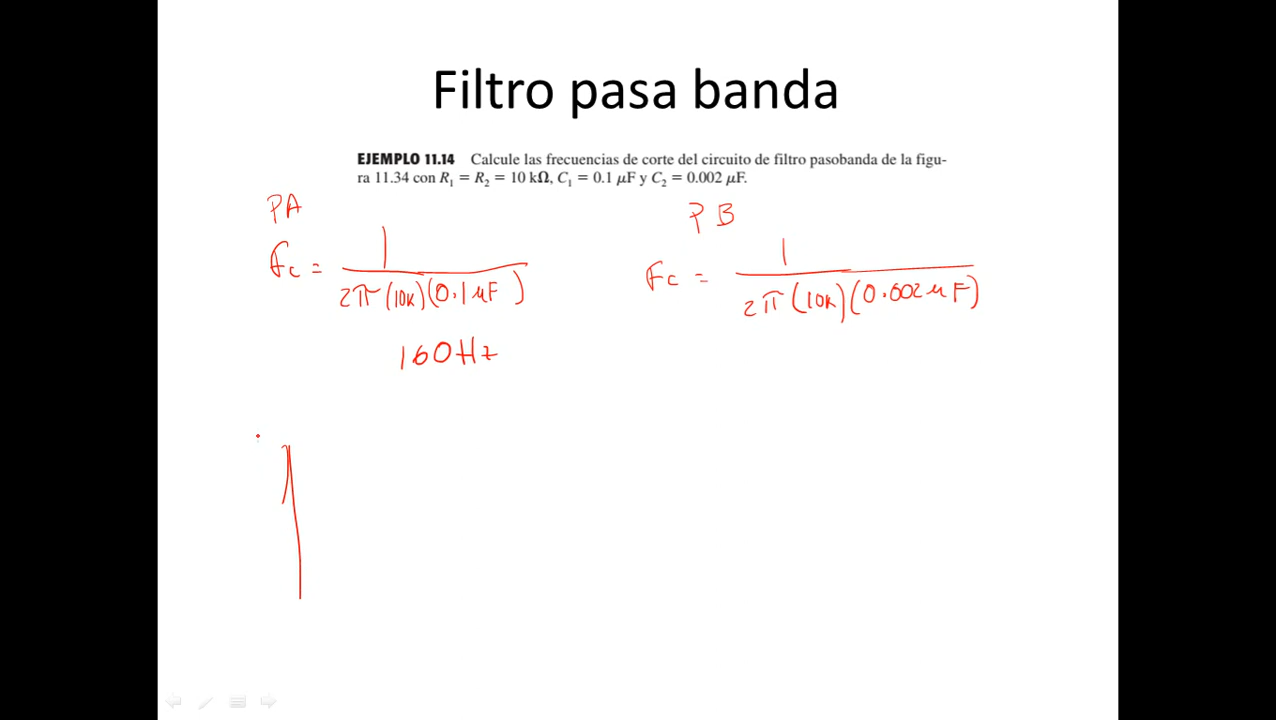 Filtro pasa banda
EJEMPLO 11.14 Calcule las frecuencias de corte del circuito de filtro pasobanda de la figu-
ra 11.34 con R₁ = R₂ = 10 kΩ, C₁ = 0.1 μF y C₂ = 0.002 μF.
PA
Fc = 1
2π(10k)(0.1μF)
160Hz
PB
Fc = 1
2π(10k)(0.002μF)